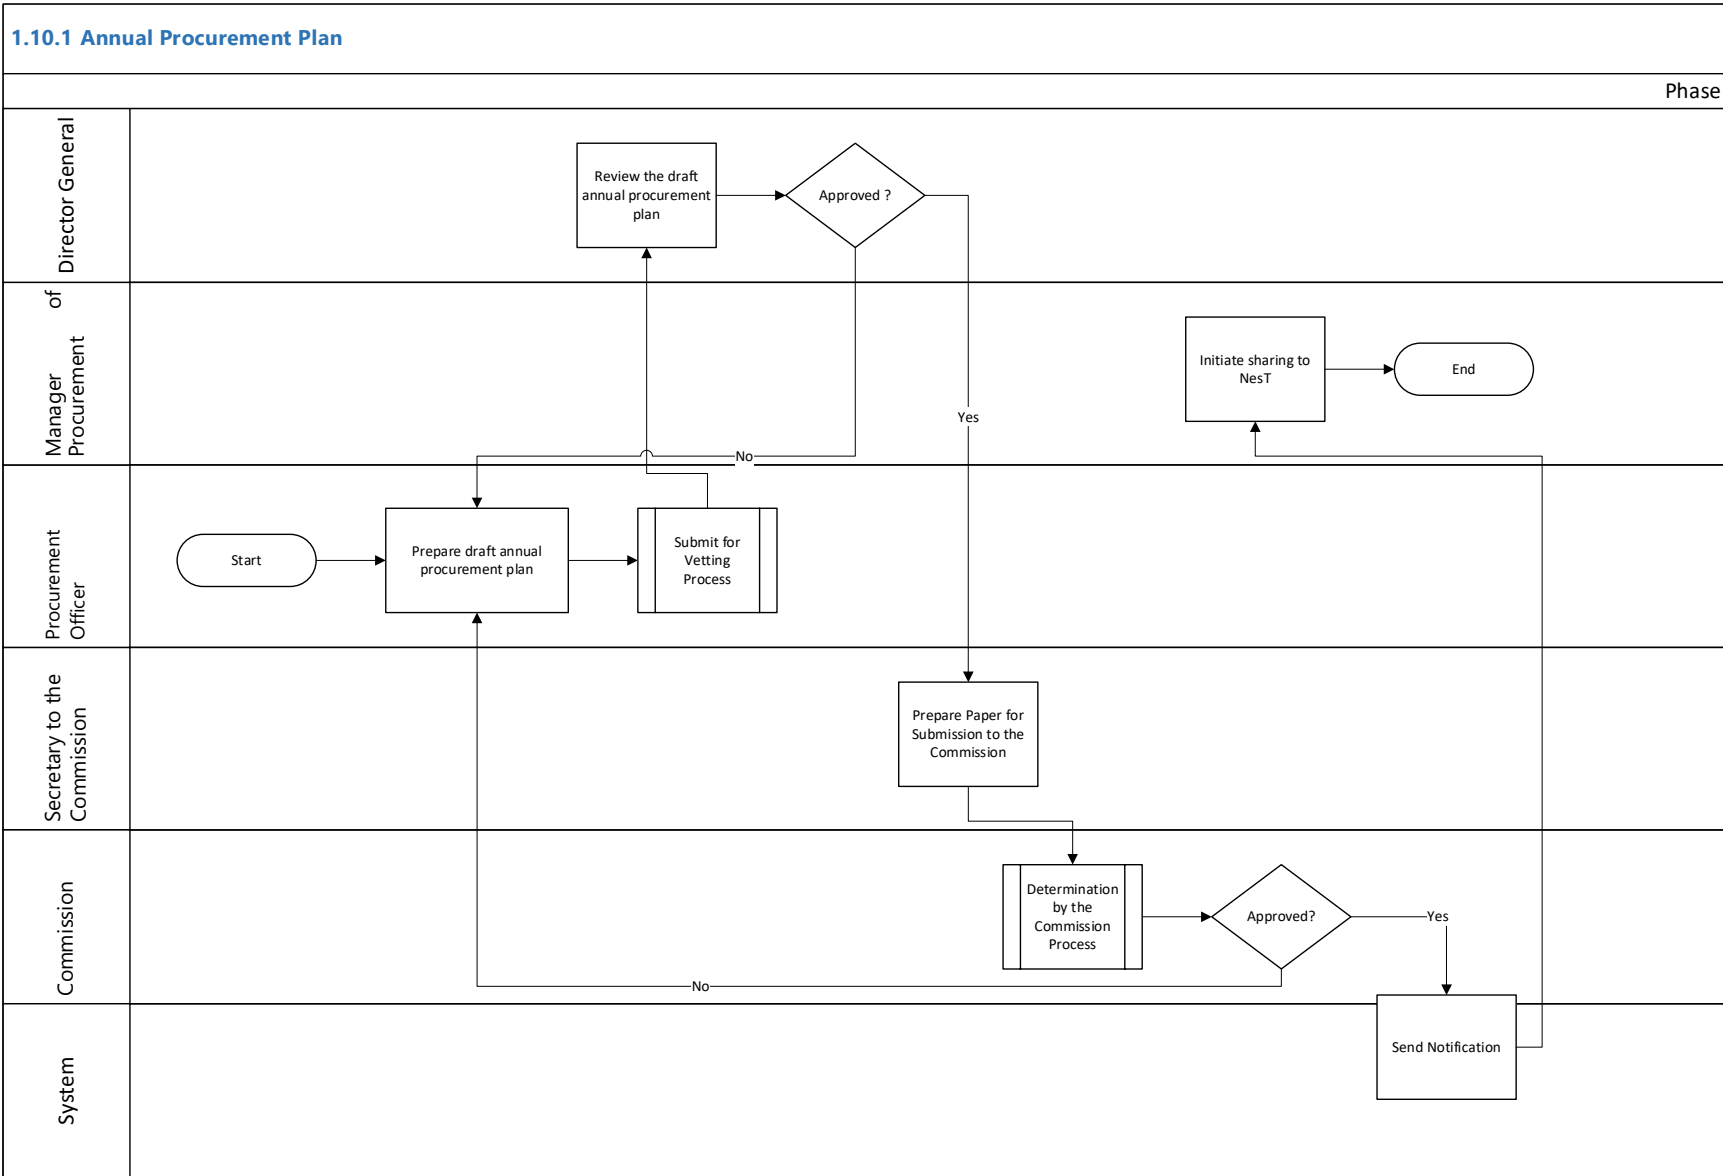 1.10.1 Annual Procurement Plan
Phase
Director General
Review the draft
annual procurement
plan
Approved ?
Manager of
Procurement
Initiate sharing to
NesT
End
Yes
No
Procurement
Officer
Start
Prepare draft annual
procurement plan
Submit for
Vetting
Process
Secretary to the
Commission
Prepare Paper for
Submission to the
Commission
Commission
Determination
by the
Commission
Process
Approved?
Yes
No
System
Send Notification